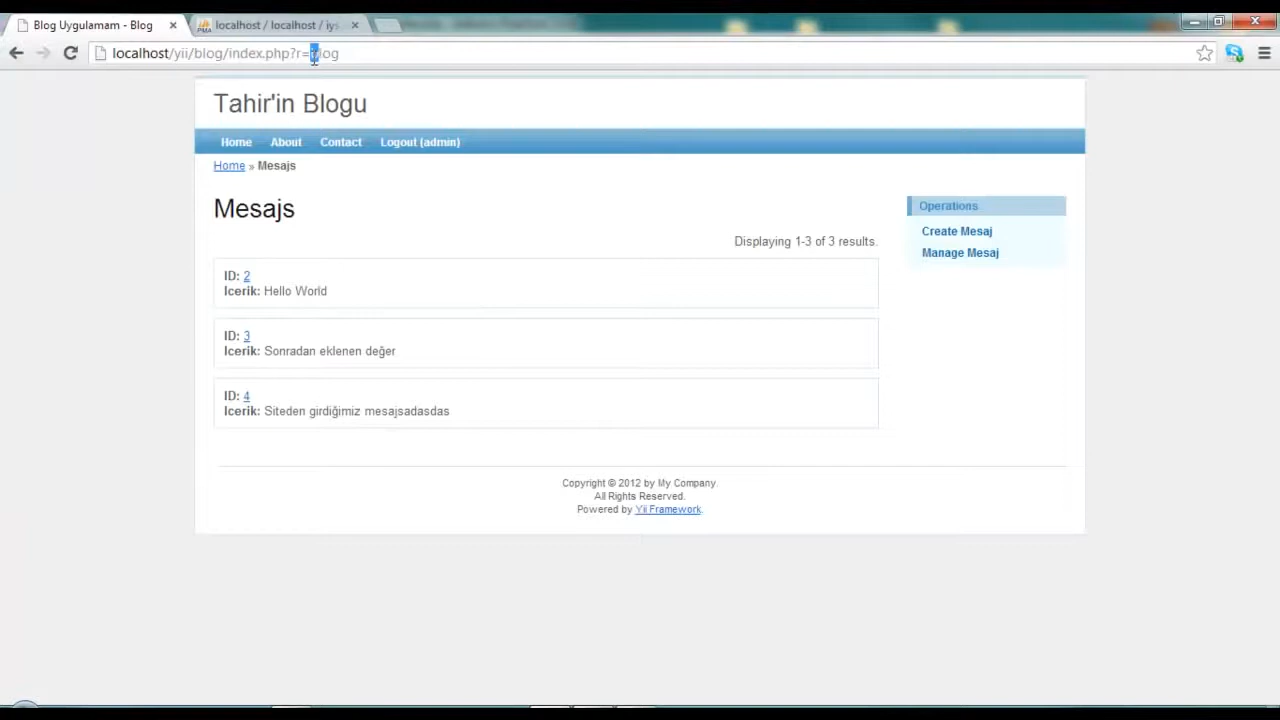 Blog Uygulamam - Blog
localhost / localhost / iys
localhost/yii/blog/index.php?r=blog
Tahir'in Blogu
Home About Contact Logout (admin)
Home » Mesajs
Mesajs
Displaying 1-3 of 3 results.
ID: 2
Icerik: Hello World
ID: 3
Icerik: Sonradan eklenen değer
ID: 4
Icerik: Siteden girdiğimiz mesajsadasdas
Operations
Create Mesaj
Manage Mesaj
Copyright © 2012 by My Company.
All Rights Reserved.
Powered by Yii Framework.